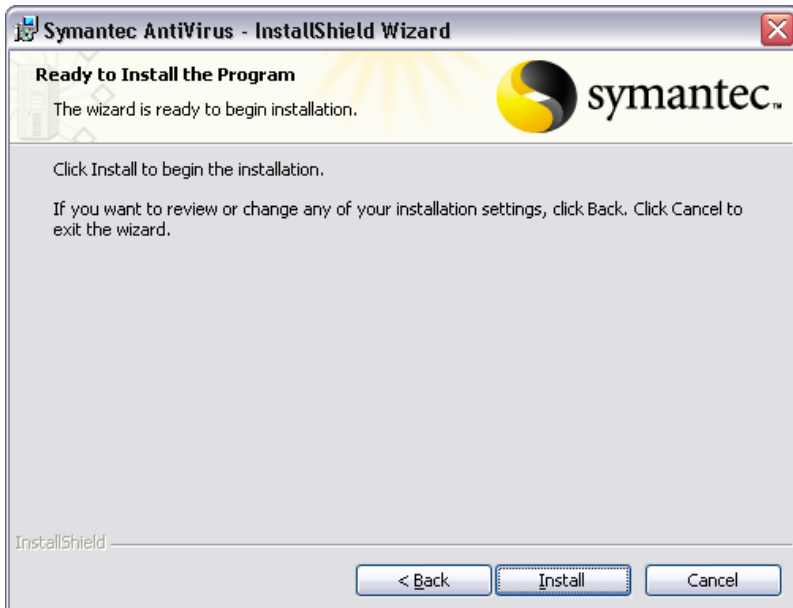 Symantec AntiVirus - InstallShield Wizard
Ready to Install the Program
The wizard is ready to begin installation.
symantec™
Click Install to begin the installation.
If you want to review or change any of your installation settings, click Back. Click Cancel to
exit the wizard.
InstallShield
< Back
Install
Cancel